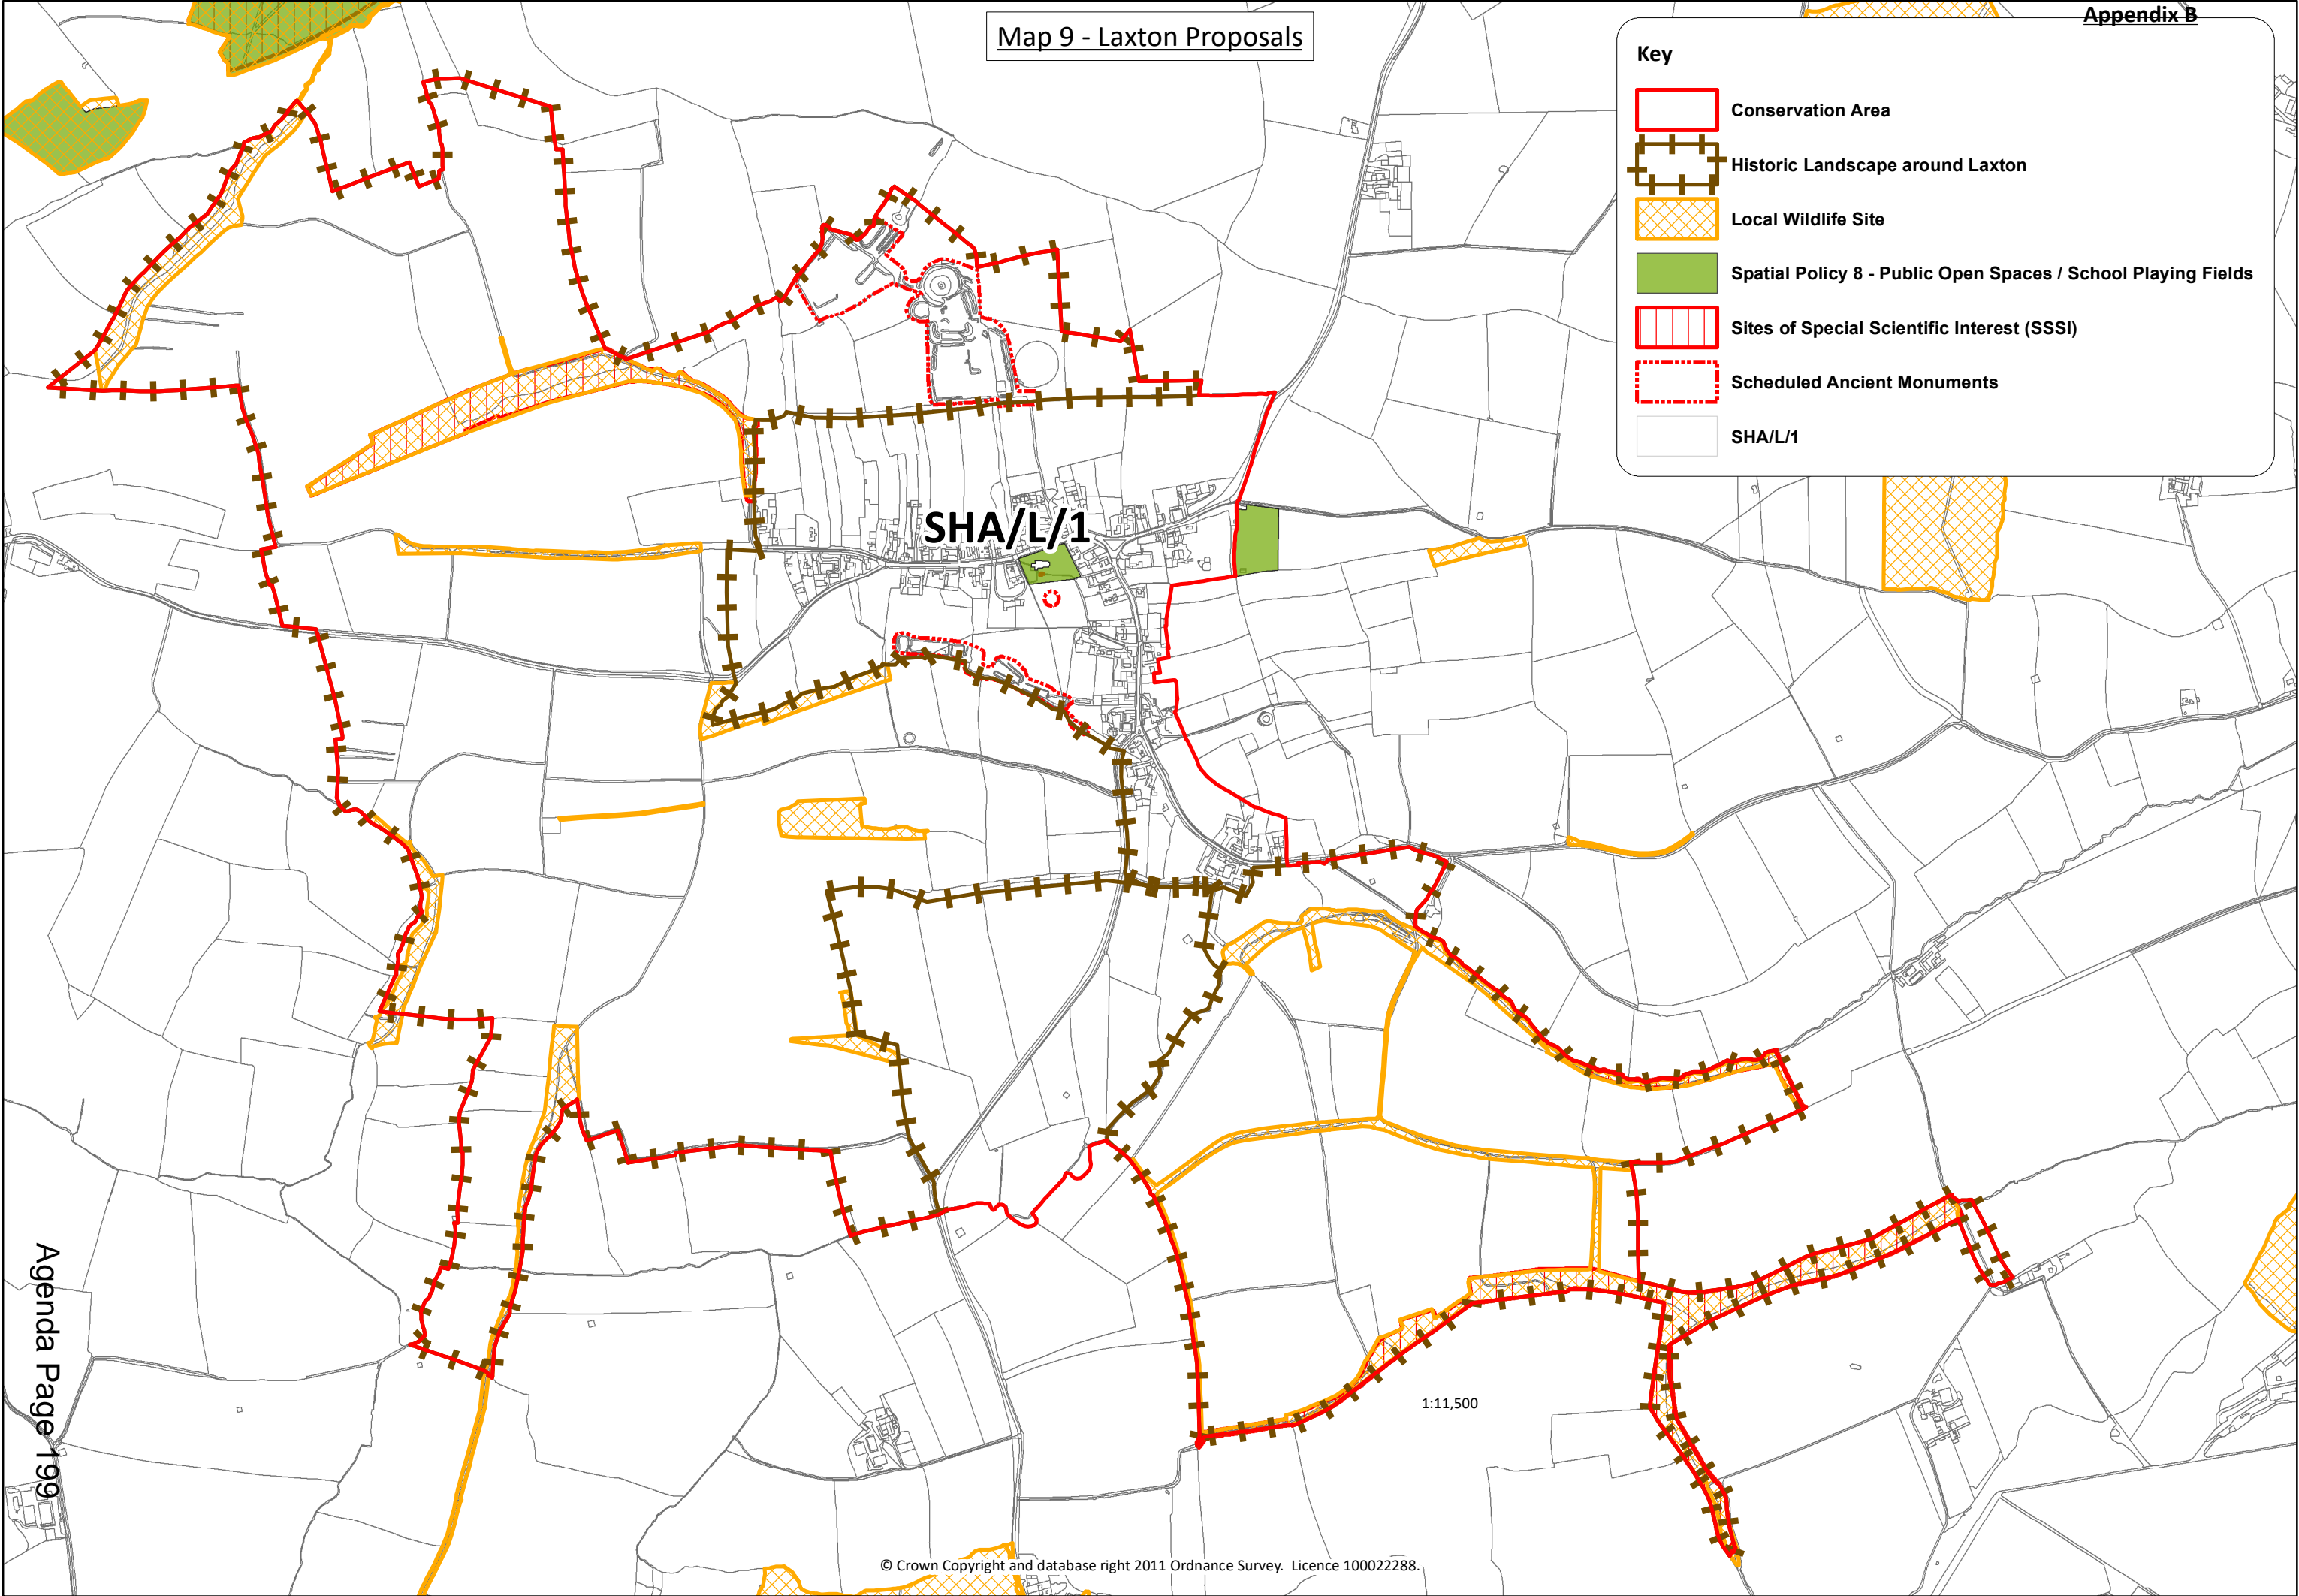 Appendix B
Map 9 - Laxton Proposals
Key
Conservation Area
Historic Landscape around Laxton
Local Wildlife Site
Spatial Policy 8 - Public Open Spaces / School Playing Fields
Sites of Special Scientific Interest (SSSI)
Scheduled Ancient Monuments
SHA/L/1
SHA/L/1
1:11,500
Agenda Page 199
© Crown Copyright and database right 2011 Ordnance Survey. Licence 100022288.